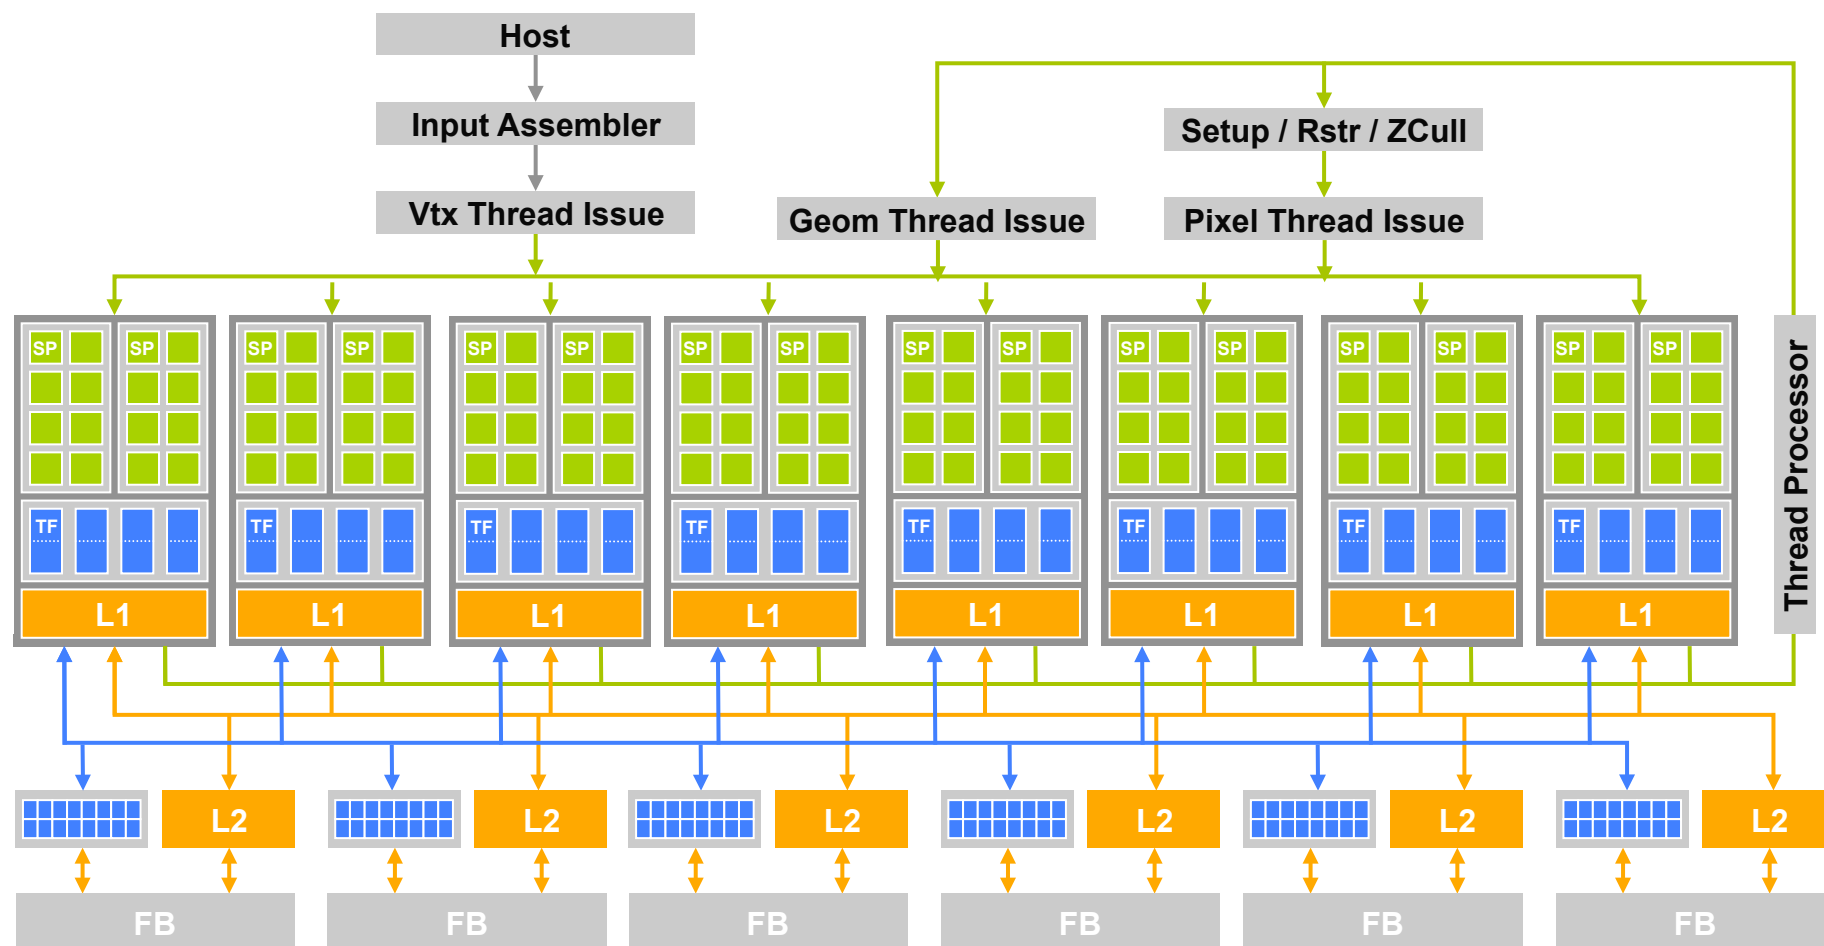 Host
Input Assembler
Setup / Rstr / ZCull
Vtx Thread Issue
Geom Thread Issue
Pixel Thread Issue
SP SP SP SP SP SP SP SP SP SP SP SP SP SP SP SP
Thread Processor
TF TF TF TF TF TF TF TF
L1 L1 L1 L1 L1 L1 L1 L1
L2 L2 L2 L2 L2 L2
FB FB FB FB FB FB